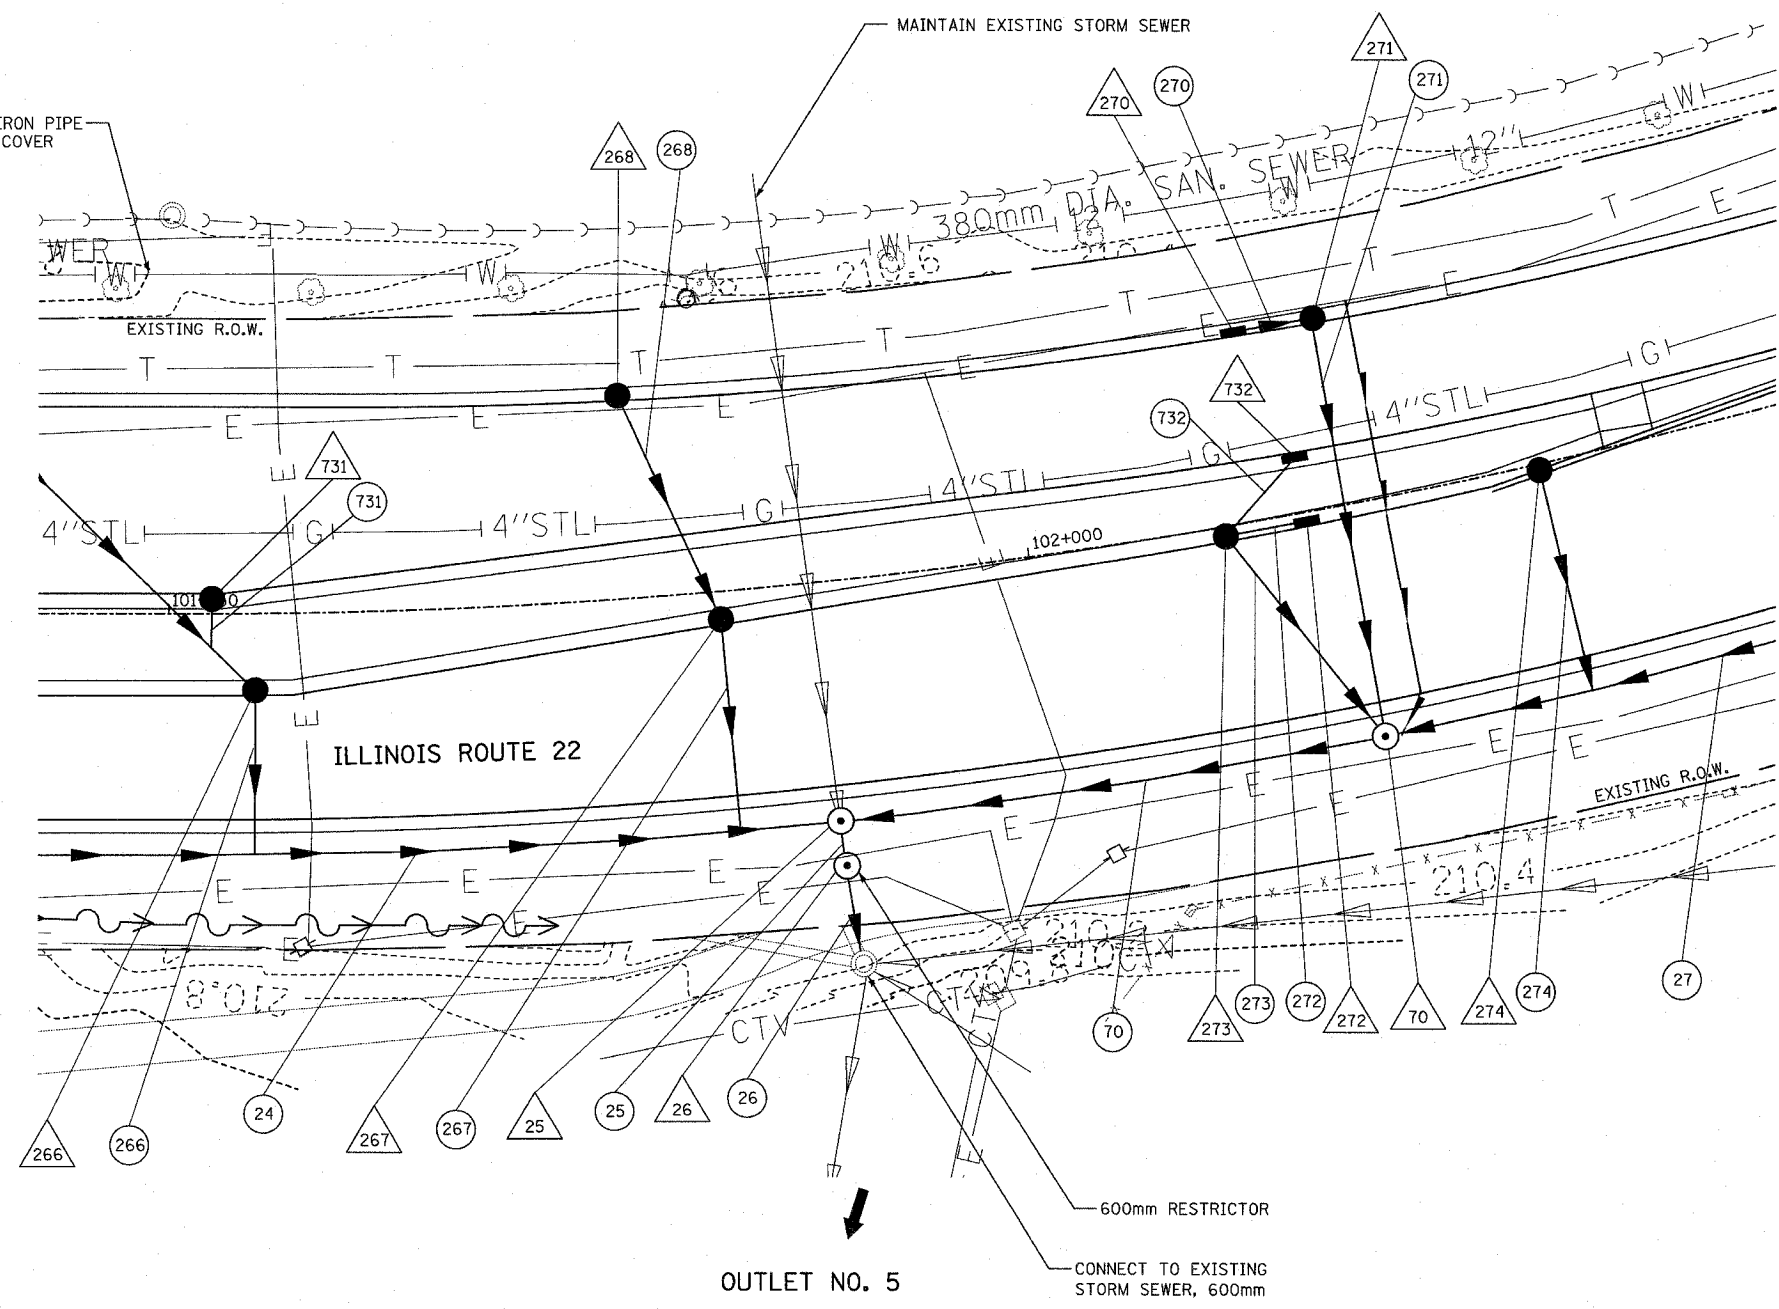 MAINTAIN EXISTING STORM SEWER
271
271
270
270
IRON PIPE
COVER
268
268
W
12"
380mm DIA. SAN. SEWER
W
12
WER
W
W
W
210.6
T
E
EXISTING R.O.W.
T
T
T
T
T
T
E
E
E
E
E
E
E
G
4"STL
732
732
G
731
731
E
4"STL
G
4"STL
G
4"STL
102+000
E
E
ILLINOIS ROUTE 22
E
E
E
E
E
EXISTING R.O.W.
E
E
E
E
E
210.4
210.8
CTV
CTV
273
273
272
272
70
70
274
274
27
266
266
24
267
267
25
25
26
26
E
E
600mm RESTRICTOR
OUTLET NO. 5
CONNECT TO EXISTING
STORM SEWER, 600mm